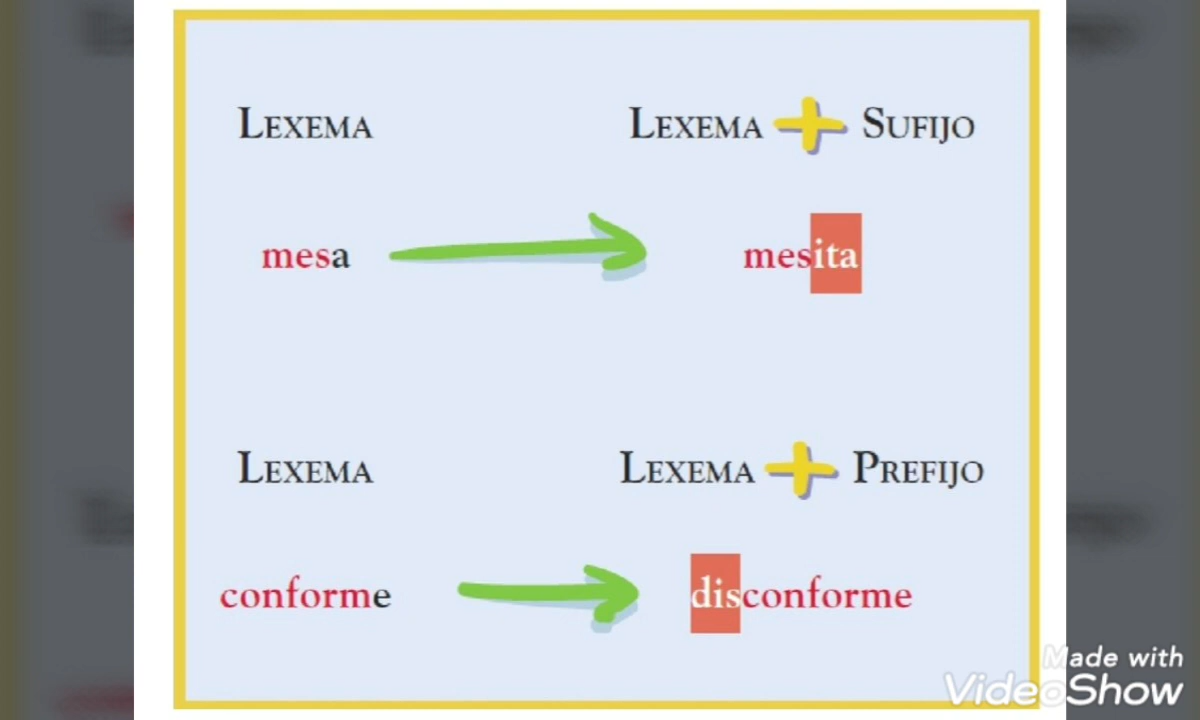 LEXEMA LEXEMA + SUFIJO
mesa mesita
LEXEMA LEXEMA + PREFIJO
conforme disconforme
Made with
VideoShow